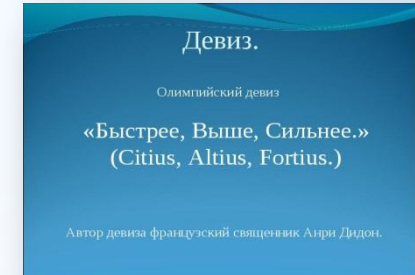 Девиз.
Олимпийский девиз
«Быстрее, Выше, Сильнее.»
(Citius, Altius, Fortius.)
Автор девиза французский священник Анри Дидон.